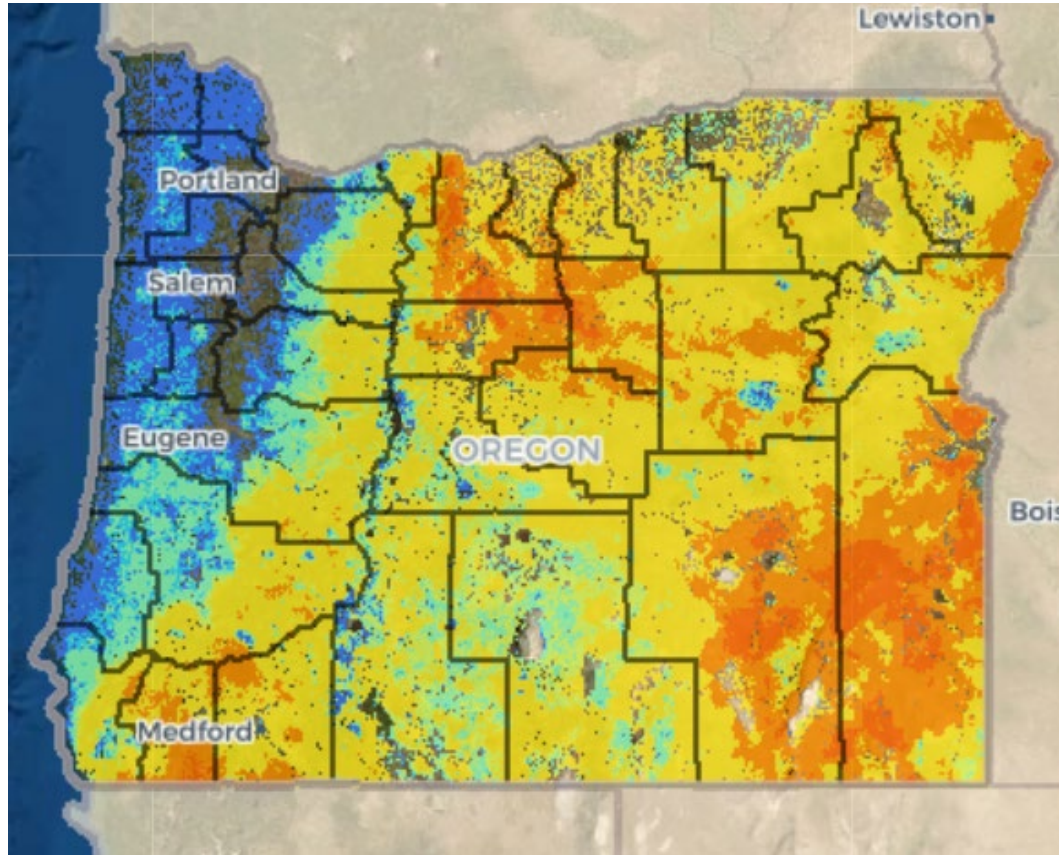 Lewiston
Portland
Salem
Eugene
OREGON
Bois
Medford